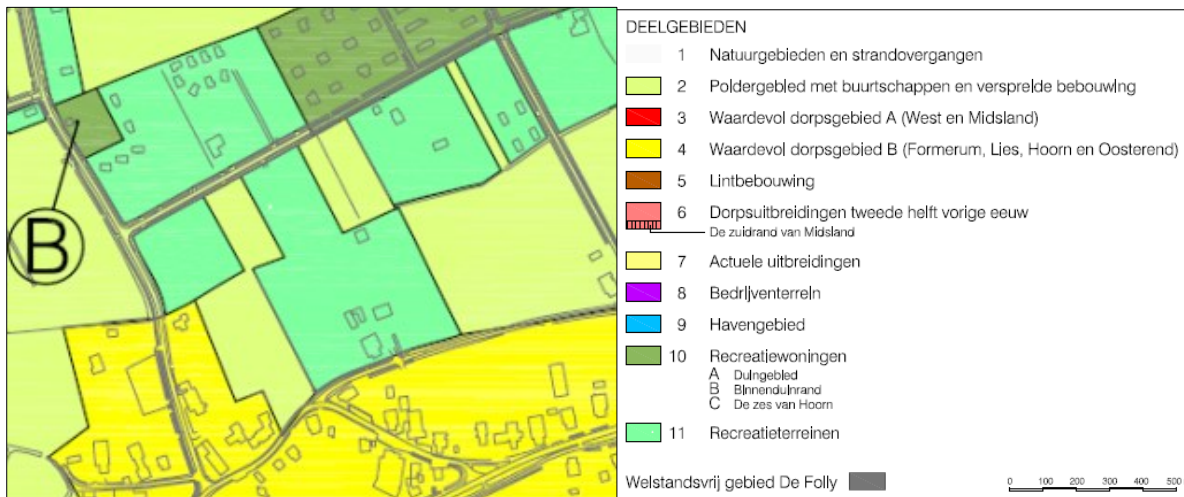 B
DEELGEBIEDEN
1 Natuurgebieden en strandovergangen
2 Poldergebied met buurtschappen en verspreide bebouwing
3 Waardevol dorpsgebied A (West en Midsland)
4 Waardevol dorpsgebied B (Formerum, Lies, Hoorn en Oosterend)
5 Lintbebouwing
6 Dorpsuitbreidingen tweede helft vorige eeuw
De zuidrand van Midsland
7 Actuele uitbreidingen
8 Bedrijventerrein
9 Havengebied
10 Recreatiewoningen
A Duingebied
B Binnenduinrand
C De zes van Hoorn
11 Recreatieterreinen
Welstandsvrij gebied De Folly
0 100 200 300 400 500